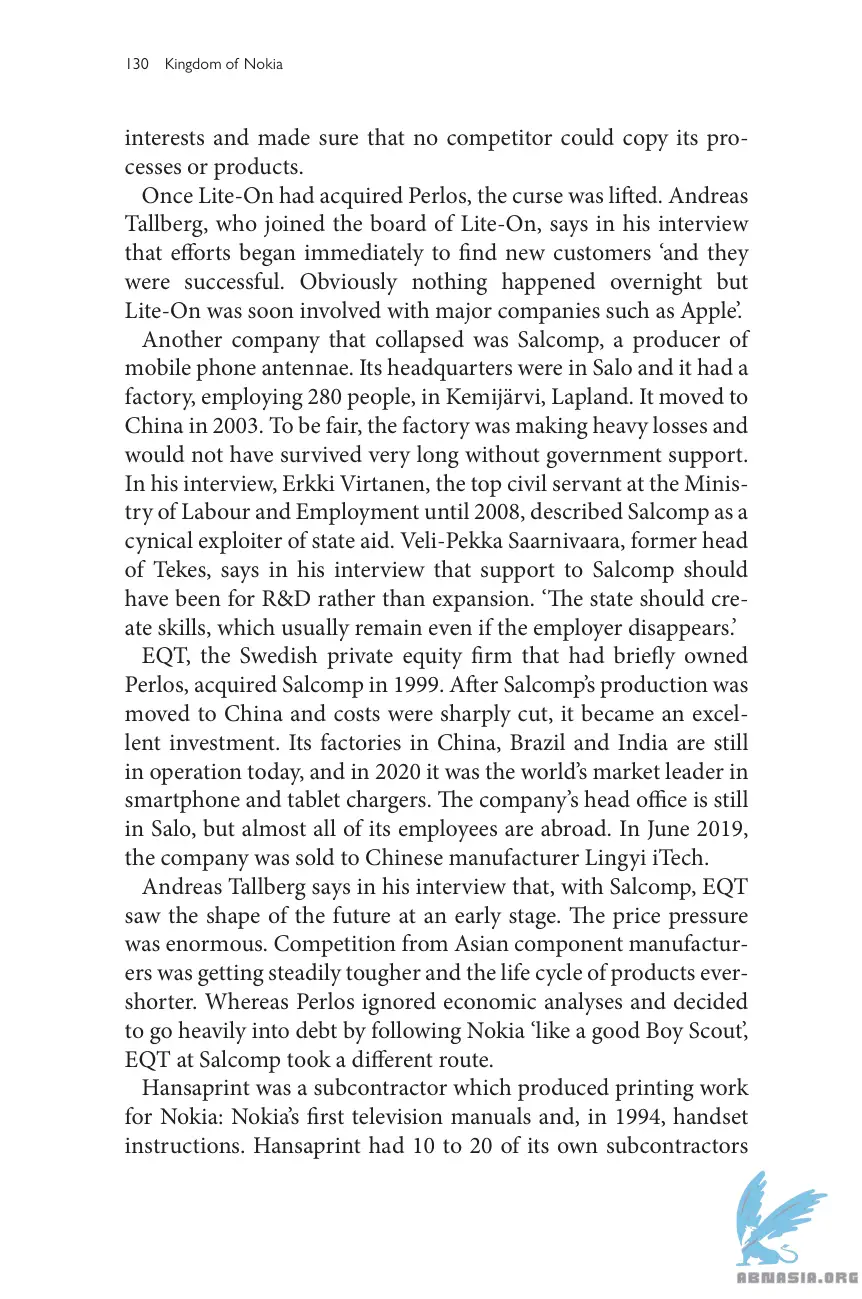 130 Kingdom of Nokia
interests and made sure that no competitor could copy its pro-
cesses or products.
Once Lite-On had acquired Perlos, the curse was lifted. Andreas
Tallberg, who joined the board of Lite-On, says in his interview
that efforts began immediately to find new customers ‘and they
were successful. Obviously nothing happened overnight but
Lite-On was soon involved with major companies such as Apple’.
Another company that collapsed was Salcomp, a producer of
mobile phone antennae. Its headquarters were in Salo and it had a
factory, employing 280 people, in Kemijärvi, Lapland. It moved to
China in 2003. To be fair, the factory was making heavy losses and
would not have survived very long without government support.
In his interview, Erkki Virtanen, the top civil servant at the Minis-
try of Labour and Employment until 2008, described Salcomp as a
cynical exploiter of state aid. Veli-Pekka Saarnivaara, former head
of Tekes, says in his interview that support to Salcomp should
have been for R&D rather than expansion. ‘The state should cre-
ate skills, which usually remain even if the employer disappears.’
EQT, the Swedish private equity firm that had briefly owned
Perlos, acquired Salcomp in 1999. After Salcomp’s production was
moved to China and costs were sharply cut, it became an excel-
lent investment. Its factories in China, Brazil and India are still
in operation today, and in 2020 it was the world’s market leader in
smartphone and tablet chargers. The company’s head office is still
in Salo, but almost all of its employees are abroad. In June 2019,
the company was sold to Chinese manufacturer Lingyi iTech.
Andreas Tallberg says in his interview that, with Salcomp, EQT
saw the shape of the future at an early stage. The price pressure
was enormous. Competition from Asian component manufactur-
ers was getting steadily tougher and the life cycle of products ever-
shorter. Whereas Perlos ignored economic analyses and decided
to go heavily into debt by following Nokia ‘like a good Boy Scout’,
EQT at Salcomp took a different route.
Hansaprint was a subcontractor which produced printing work
for Nokia: Nokia’s first television manuals and, in 1994, handset
instructions. Hansaprint had 10 to 20 of its own subcontractors
ABNASIA.ORG